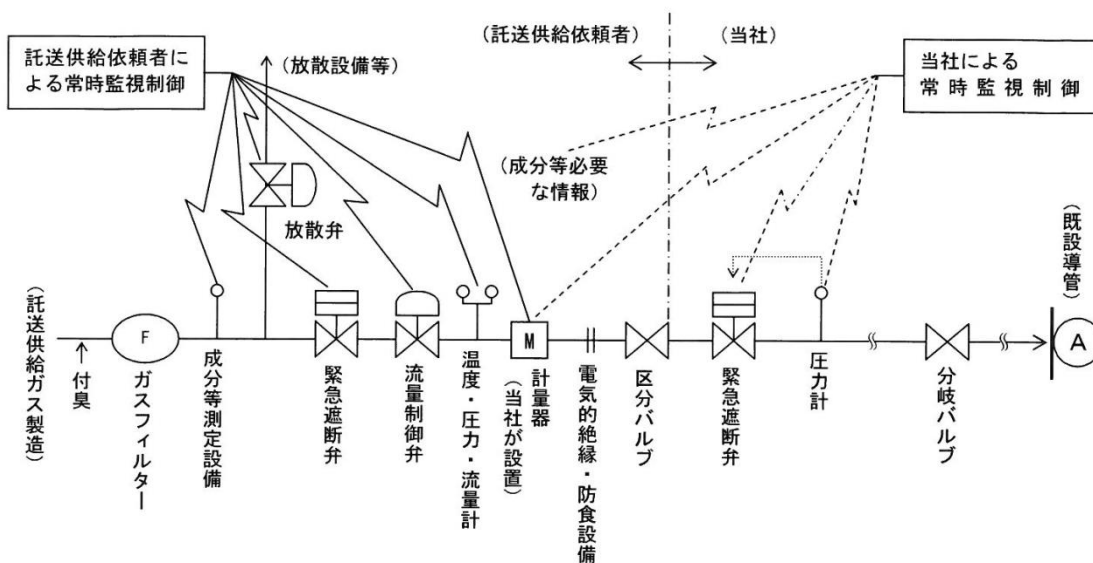 託送供給依頼者に
よる常時監視制御
(放散設備等)
(託送供給依頼者)
(当社)
当社による
常時監視制御
(成分等必要
な情報)
放散弁
(既設導管)
(託送供給ガス製造)
付臭
F
ガスフィルター
成分等測定設備
緊急遮断弁
流量制御弁
温度・圧力・流量計
M
計量器
(当社が設置)
電気的絶縁・防食設備
区分バルブ
緊急遮断弁
圧力計
分岐バルブ
A